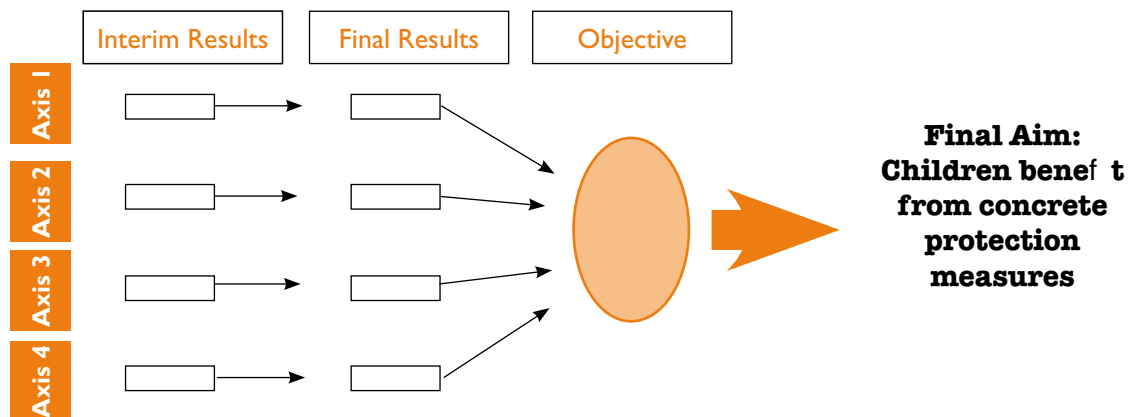 Interim Results
Final Results
Objective
Axis 1
Axis 2
Axis 3
Axis 4
Final Aim:
Children benef t
from concrete
protection
measures